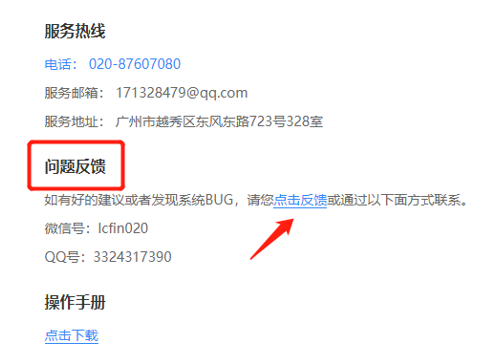 服务热线
电话： 020-87607080
服务邮箱： 171328479@qq.com
服务地址： 广州市越秀区东风东路723号328室
问题反馈
如有好的建议或者发现系统BUG，请您点击反馈或通过以下面方式联系。
微信号：lcfin020
QQ号：3324317390
操作手册
点击下载